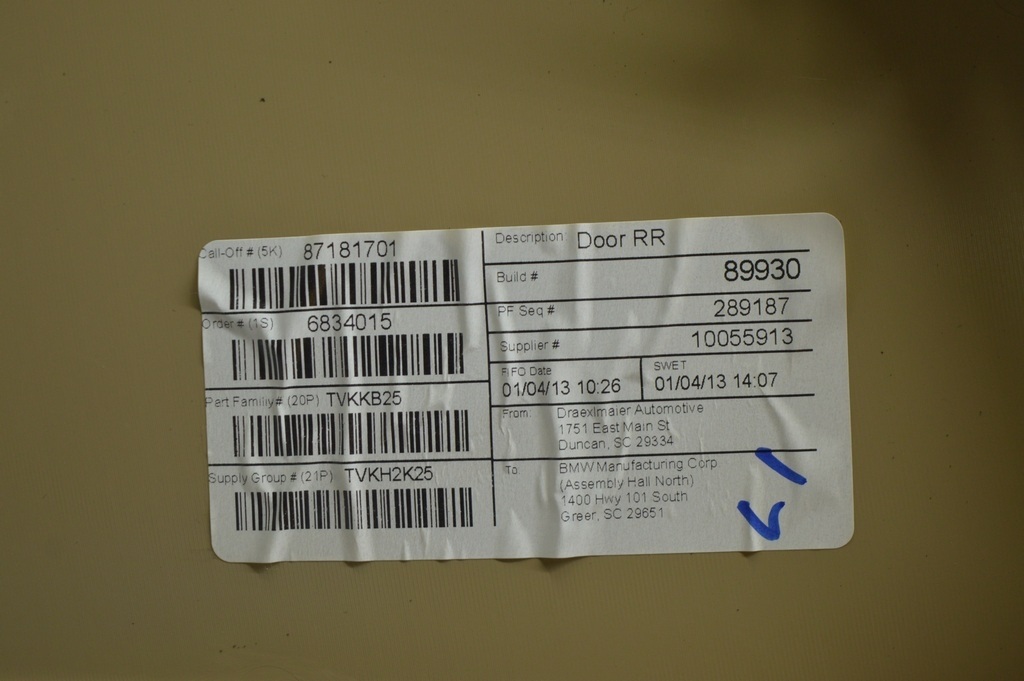 Call-Off # (5K) 87181701
Order # (1S) 6834015
Part Family # (20P) TVKKB25
Supply Group # (21P) TVKH2K25
Description: Door RR
Build # 89930
PF Seq # 289187
Supplier # 10055913
FIFO Date
01/04/13 10:26
SWET
01/04/13 14:07
From: Draexlmaier Automotive
1751 East Main St
Duncan, SC 29334
To BMW Manufacturing Corp
(Assembly Hall North)
1400 Hwy 101 South
Greer, SC 29651